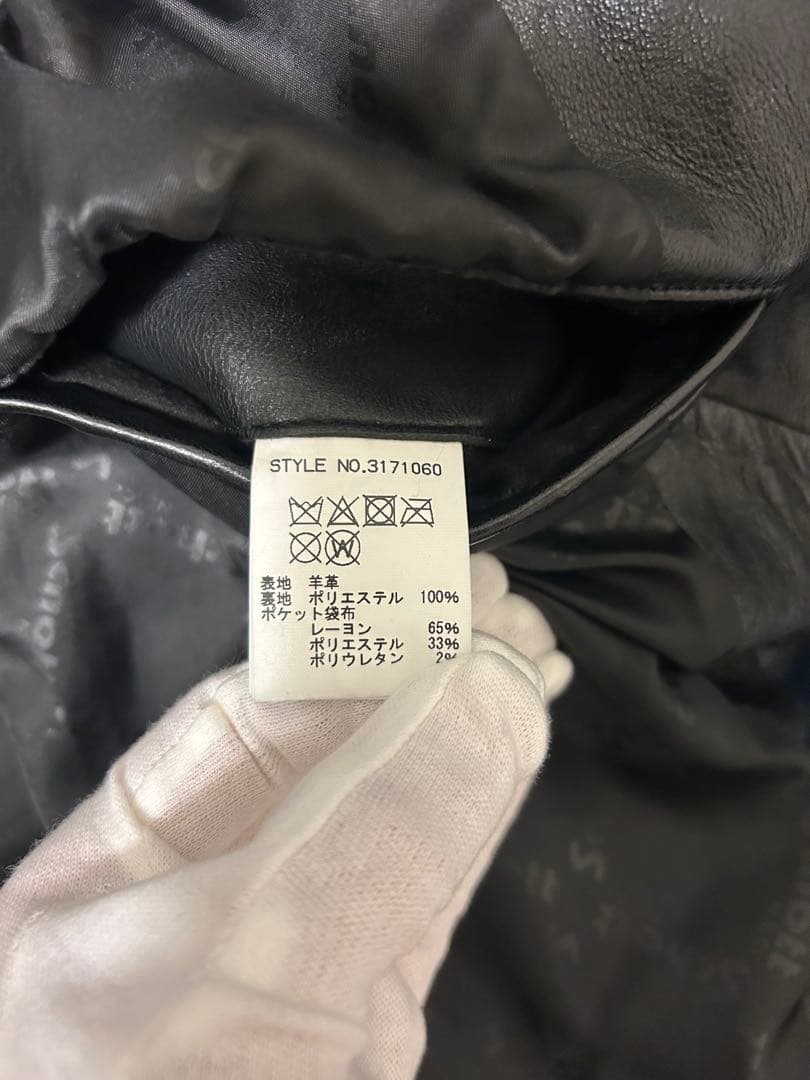 STYLE NO.3171060
W
表地 羊革
裏地 ポリエステル 100%
ポケット袋布
レーヨン 65%
ポリエステル 33%
ポリウレタン 2%